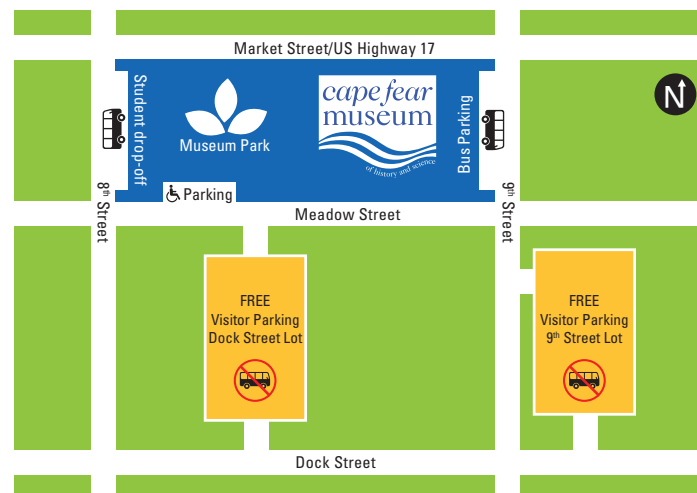 Market Street/US Highway 17
N
Student drop-off
Museum Park
cape fear
museum
of history and science
Bus Parking
Parking
8th Street
Meadow Street
9th Street
FREE
Visitor Parking
Dock Street Lot
FREE
Visitor Parking
9th Street Lot
Dock Street